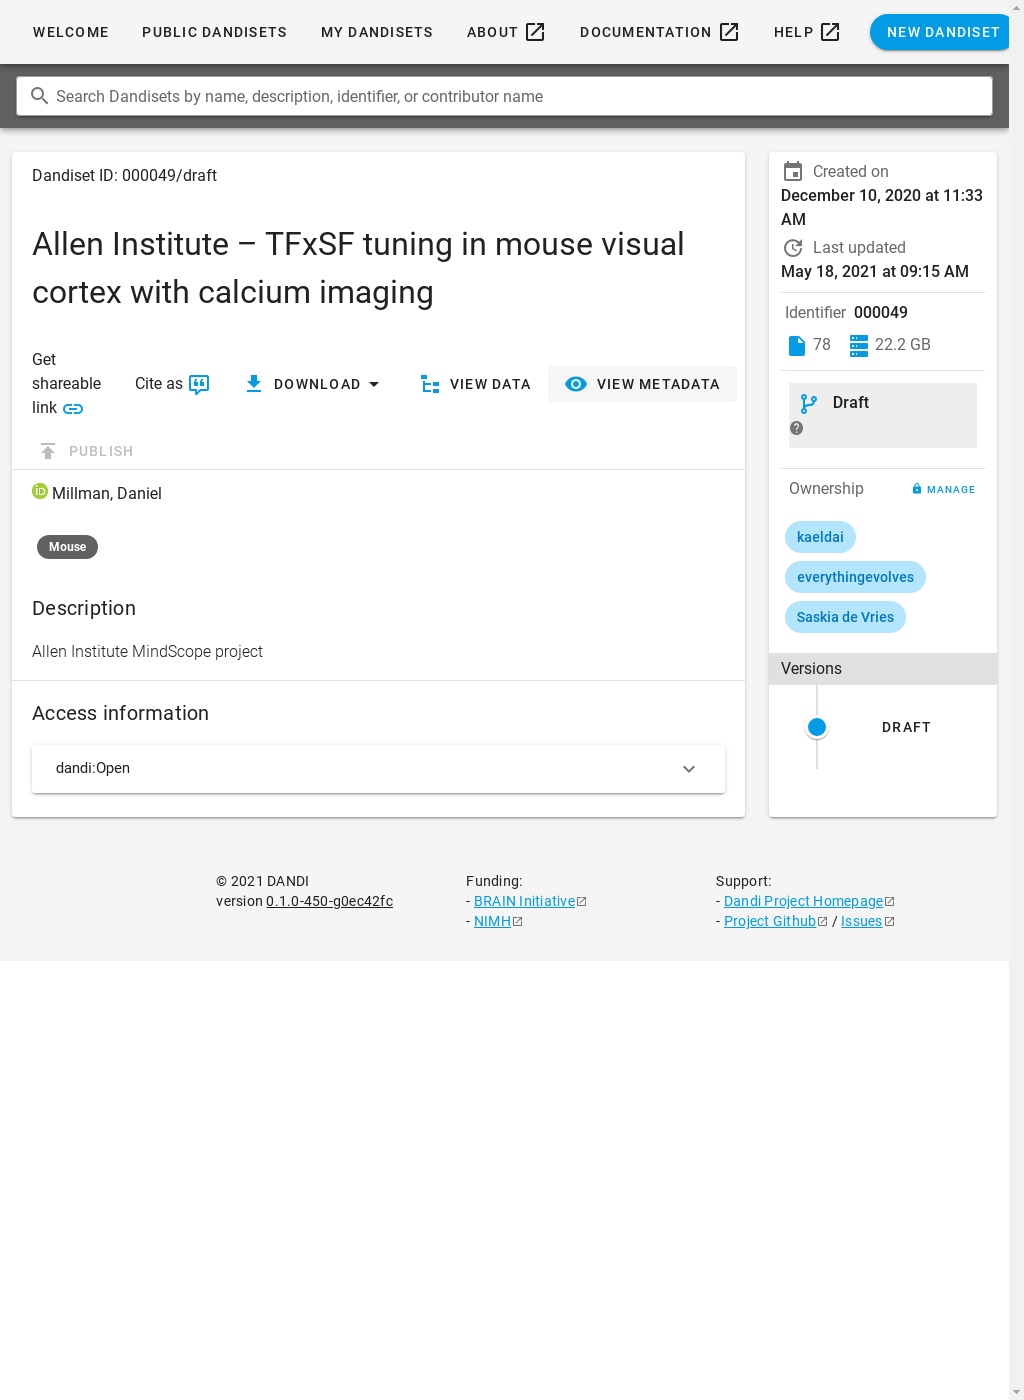 WELCOME PUBLIC DANDISETS MY DANDISETS ABOUT DOCUMENTATION HELP NEW DANDISET
Search Dandisets by name, description, identifier, or contributor name
Dandiset ID: 000049/draft
Allen Institute – TFxSF tuning in mouse visual
cortex with calcium imaging
Get
shareable
link
Cite as
DOWNLOAD
VIEW DATA
VIEW METADATA
PUBLISH
iD Millman, Daniel
Mouse
Description
Allen Institute MindScope project
Access information
dandi:Open
Created on
December 10, 2020 at 11:33
AM
Last updated
May 18, 2021 at 09:15 AM
Identifier 000049
78 22.2 GB
Draft
Ownership MANAGE
kaeldai
everythingevolves
Saskia de Vries
Versions
DRAFT
© 2021 DANDI
version 0.1.0-450-g0ec42fc
Funding:
- BRAIN Initiative
- NIMH
Support:
- Dandi Project Homepage
- Project Github / Issues